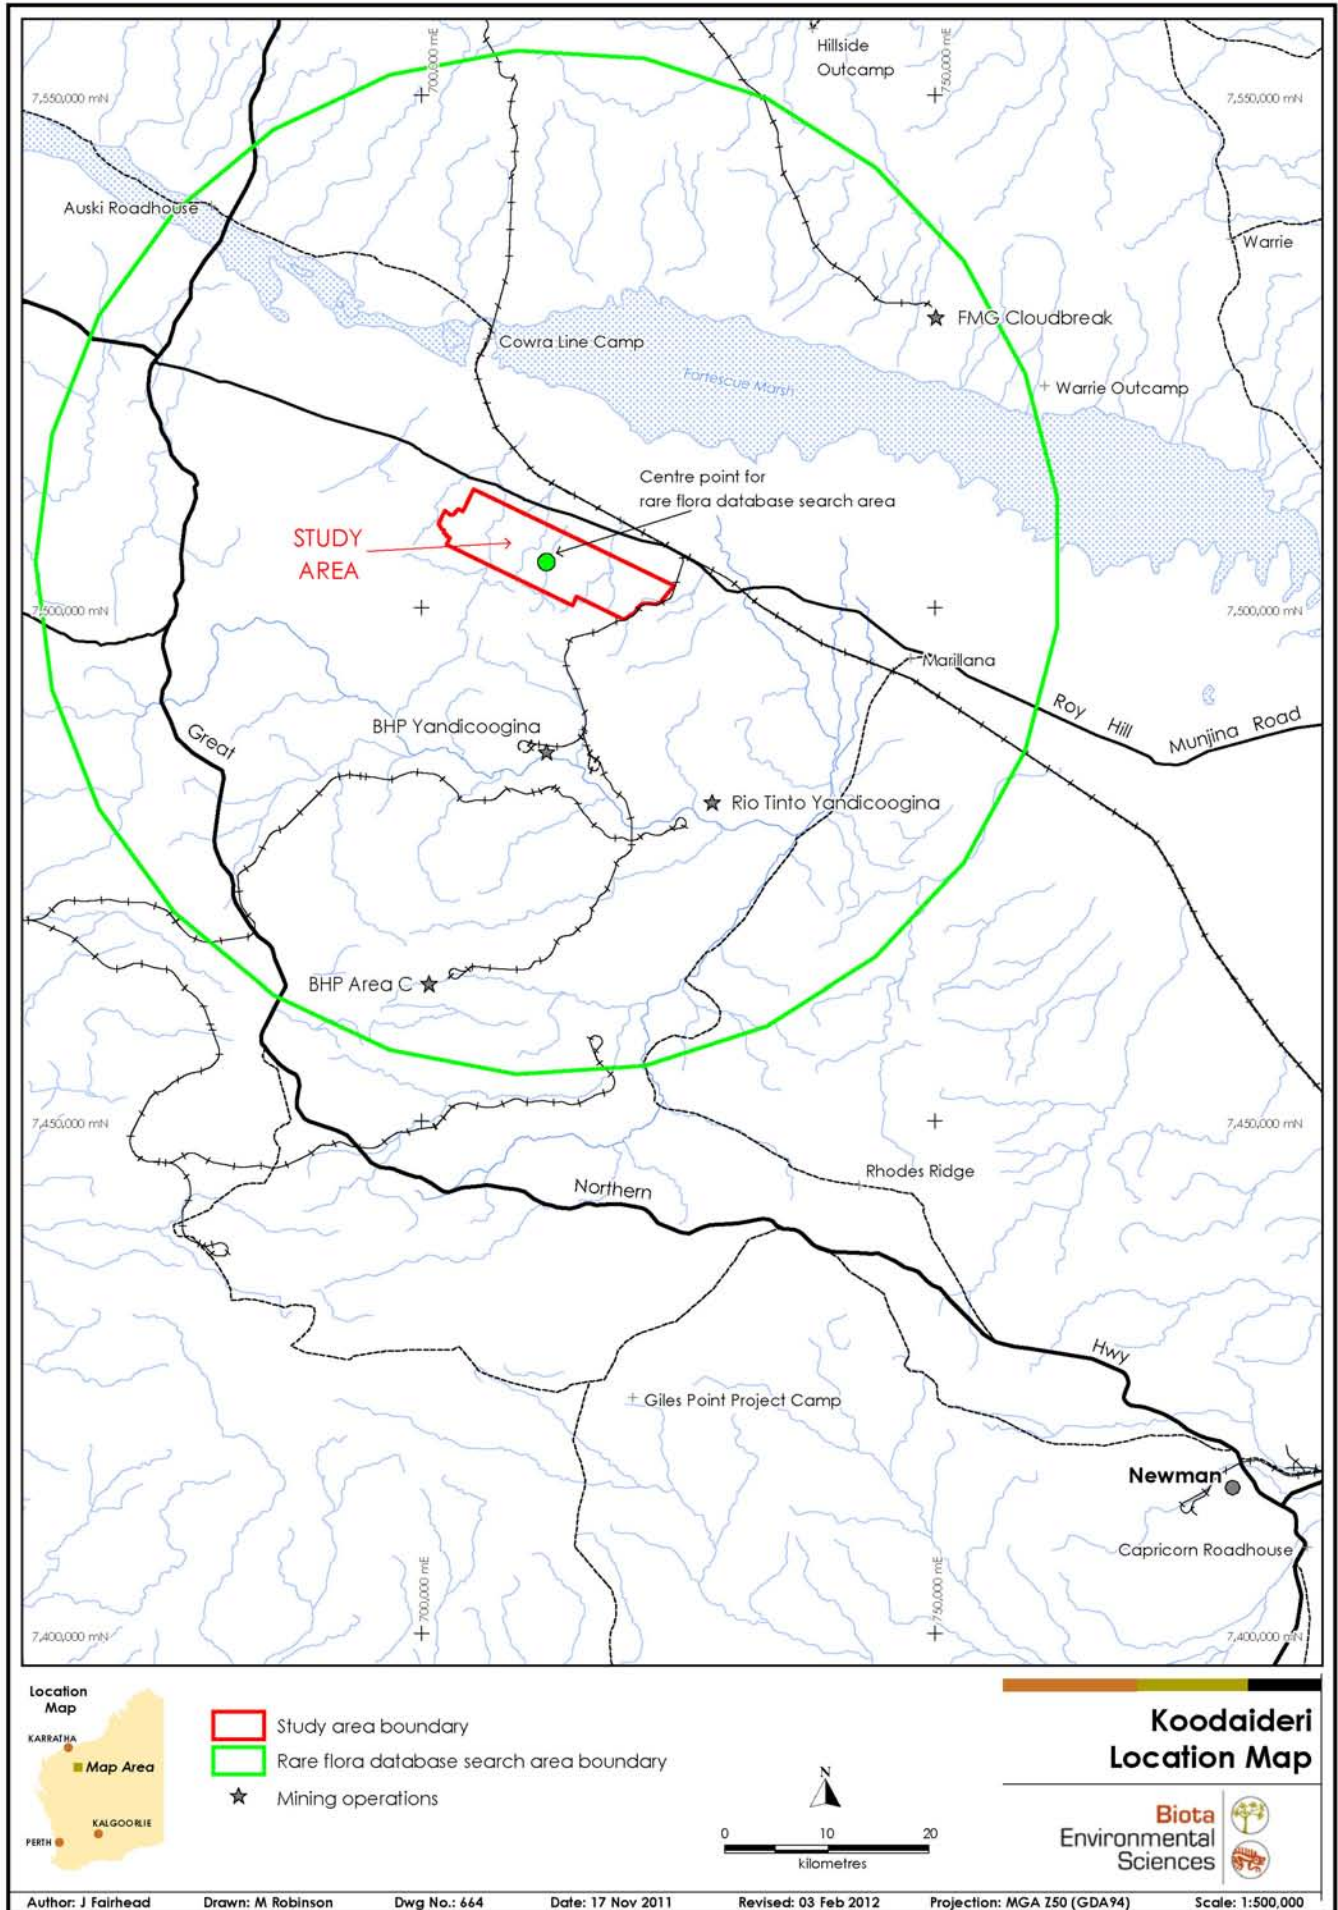 Hillside
Outcamp
700,000 mE
750,000 mE
7,550,000 mN
7,550,000 mN
Auski Roadhouse
Warrie
FMG Cloudbreak
Cowra Line Camp
Fortescue Marsh
Warrie Outcamp
Centre point for
rare flora database search area
STUDY
AREA
7,500,000 mN
7,500,000 mN
Marillana
Roy Hill Munjina Road
BHP Yandicoogina
Great
Rio Tinto Yandicoogina
BHP Area C
7,450,000 mN
7,450,000 mN
Rhodes Ridge
Northern
Hwy
Giles Point Project Camp
Newman
Capricorn Roadhouse
700,000 mE
750,000 mE
7,400,000 mN
7,400,000 mN
Location
Map
KARRATHA
Map Area
KALGOORLIE
PERTH
Study area boundary
Rare flora database search area boundary
Mining operations
N
0 10 20
kilometres
Koodaideri
Location Map
Biota
Environmental
Sciences
Author: J Fairhead Drawn: M Robinson Dwg No.: 664 Date: 17 Nov 2011 Revised: 03 Feb 2012 Projection: MGA Z50 (GDA94) Scale: 1:500,000